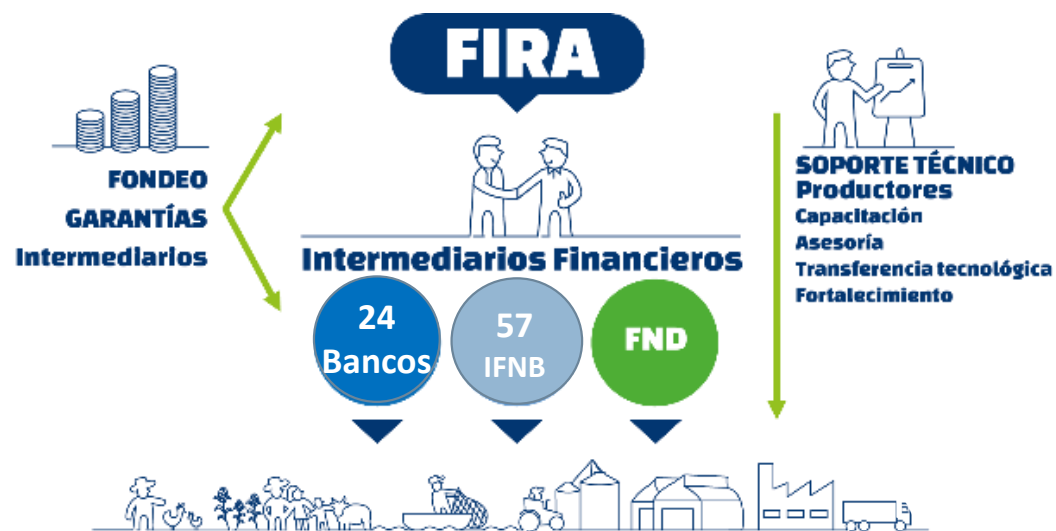 FIRA
FONDEO
GARANTÍAS
Intermediarios
Intermediarios Financieros
24
Bancos
57
IFNB
FND
SOPORTE TÉCNICO
Productores
Capacitación
Asesoría
Transferencia tecnológica
Fortalecimiento